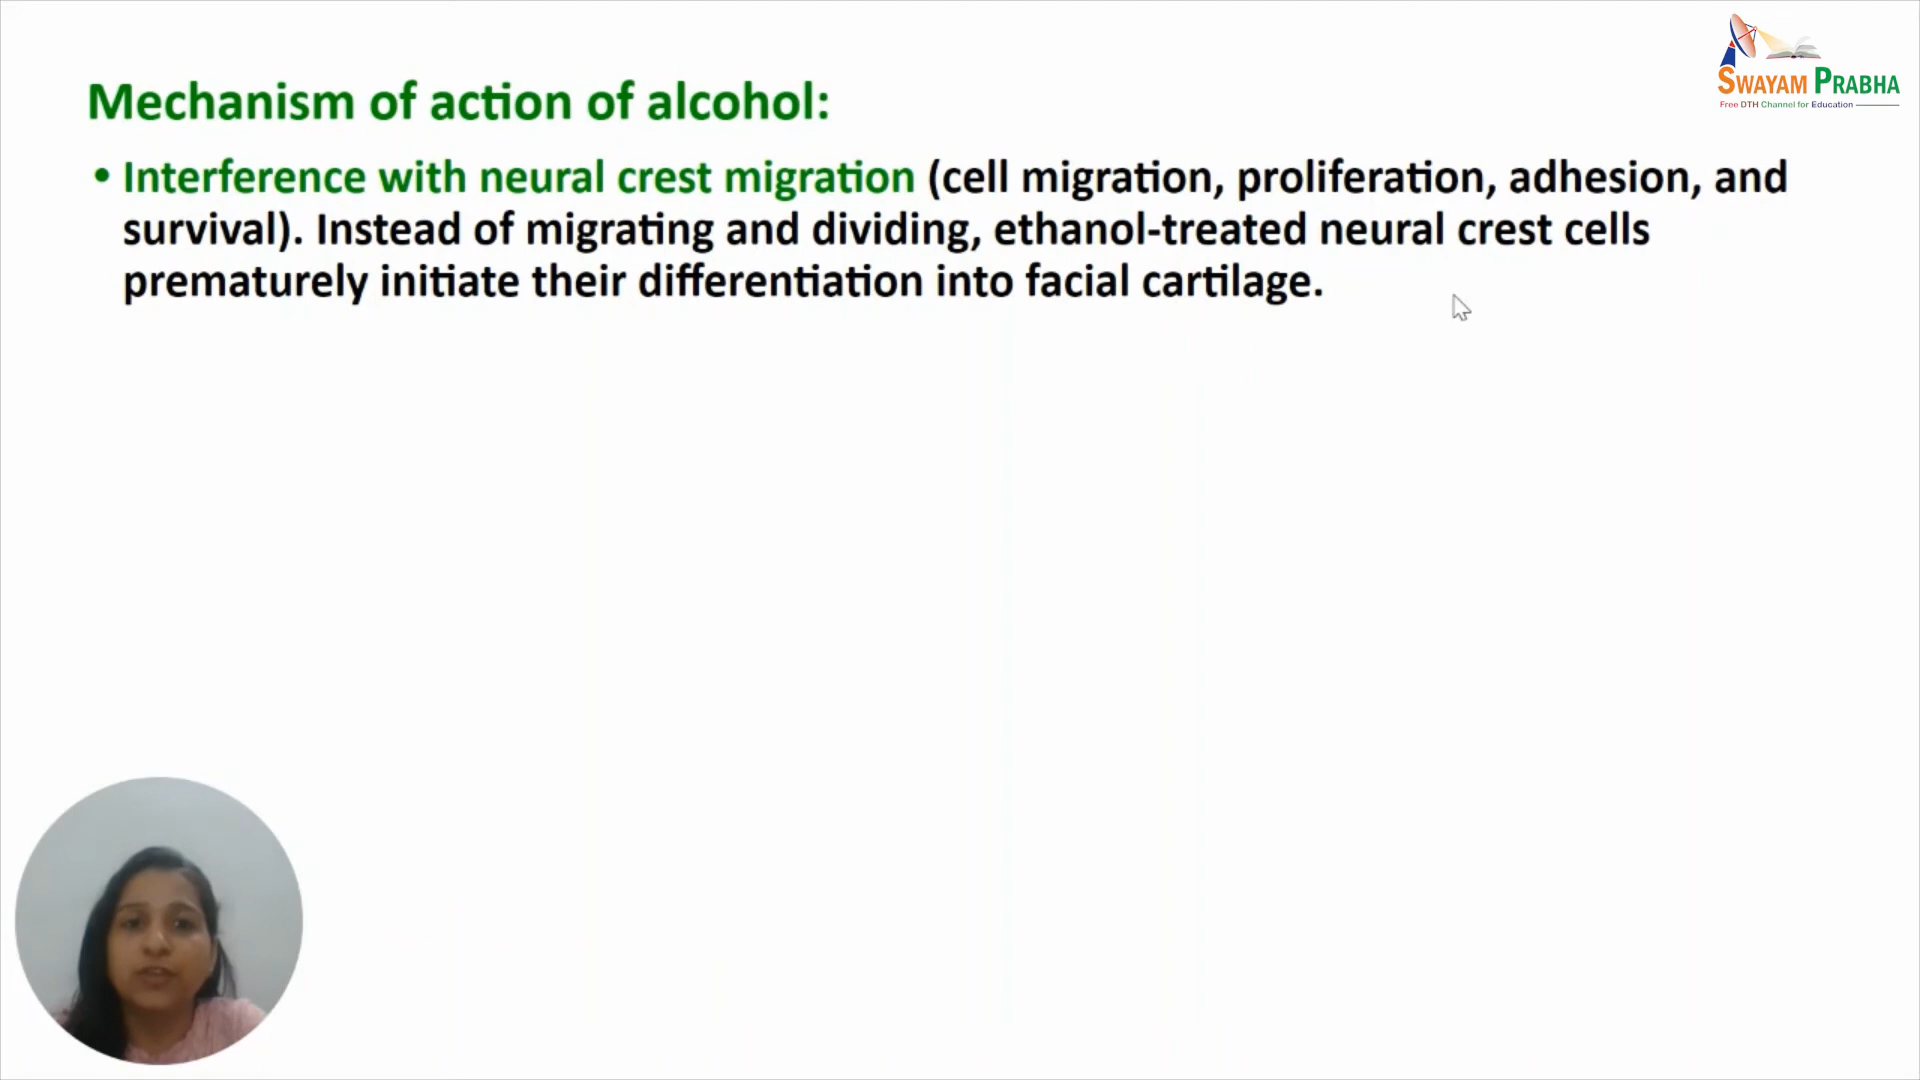 SWAYAM PRABHA
Free DTH Channel for Education
Mechanism of action of alcohol:
• Interference with neural crest migration (cell migration, proliferation, adhesion, and
survival). Instead of migrating and dividing, ethanol-treated neural crest cells
prematurely initiate their differentiation into facial cartilage.